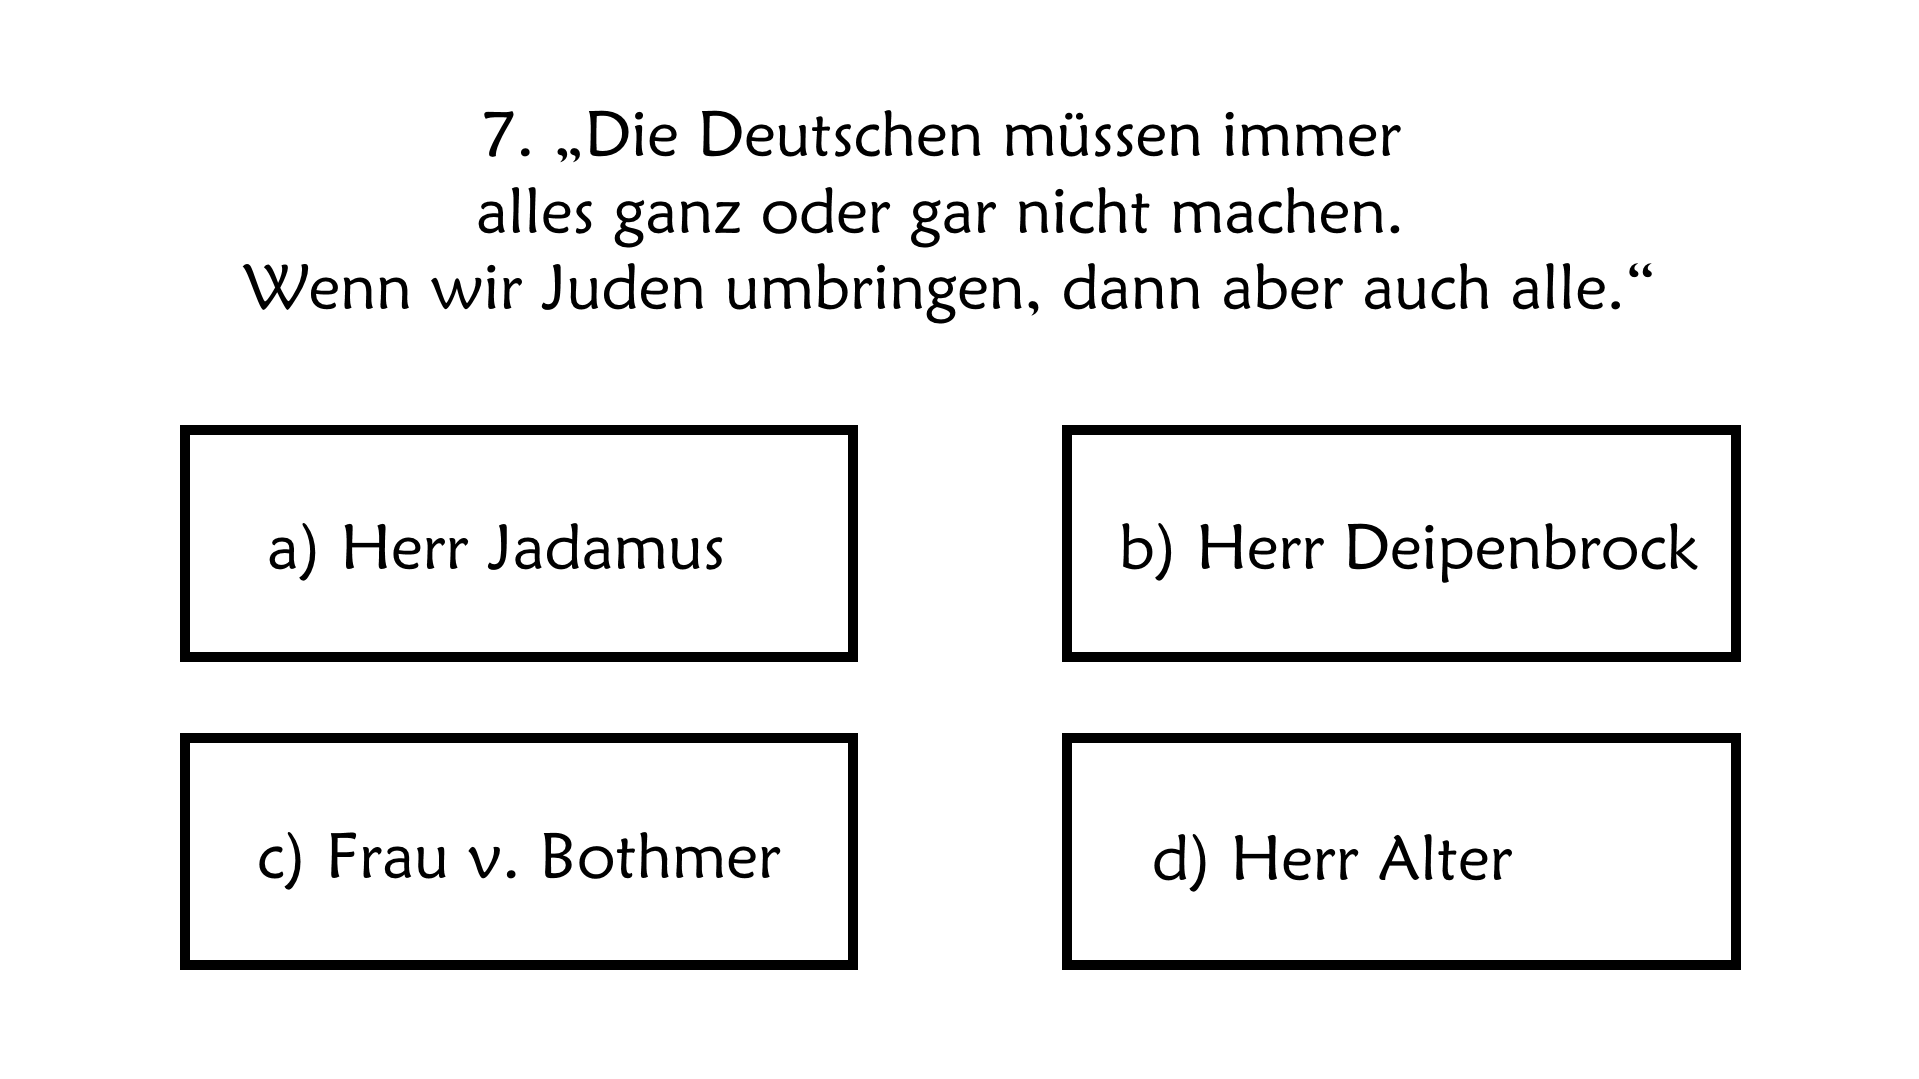 7. „Die Deutschen müssen immer
alles ganz oder gar nicht machen.
Wenn wir Juden umbringen, dann aber auch alle.“
a) Herr Jadamus
b) Herr Deipenbrock
c) Frau v. Bothmer
d) Herr Alter